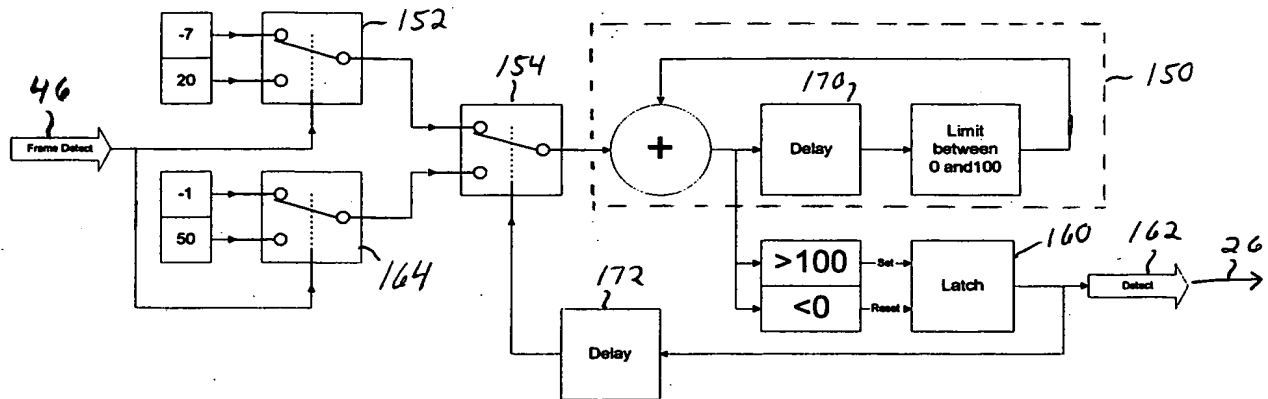 152
-7
20
154
170
150
46
Frame Detect
+
Delay
Limit
between
0 and100
-1
50
164
172
>100
Set
<0
Reset
Latch
160
162
26
Detect
Delay